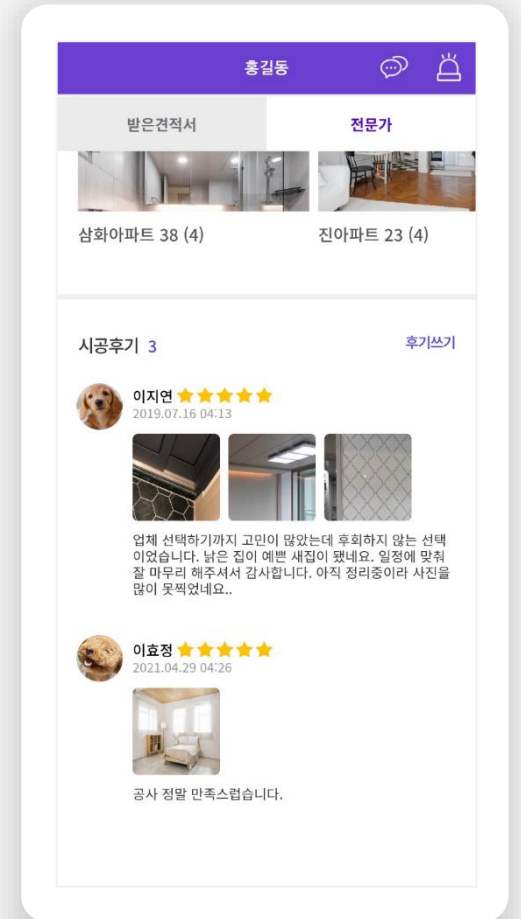 홍길동
받은견적서
전문가
삼화아파트 38 (4)
진아파트 23 (4)
시공후기 3
후기쓰기
이지연
2019.07.16 04:13
업체 선택하기까지 고민이 많았는데 후회하지 않는 선택
이었습니다. 낡은 집이 예쁜 새집이 됐네요. 일정에 맞춰
잘 마무리 해주셔서 감사합니다. 아직 정리중이라 사진을
많이 못찍었네요..
이효정
2021.04.29 04:26
공사 정말 만족스럽습니다.